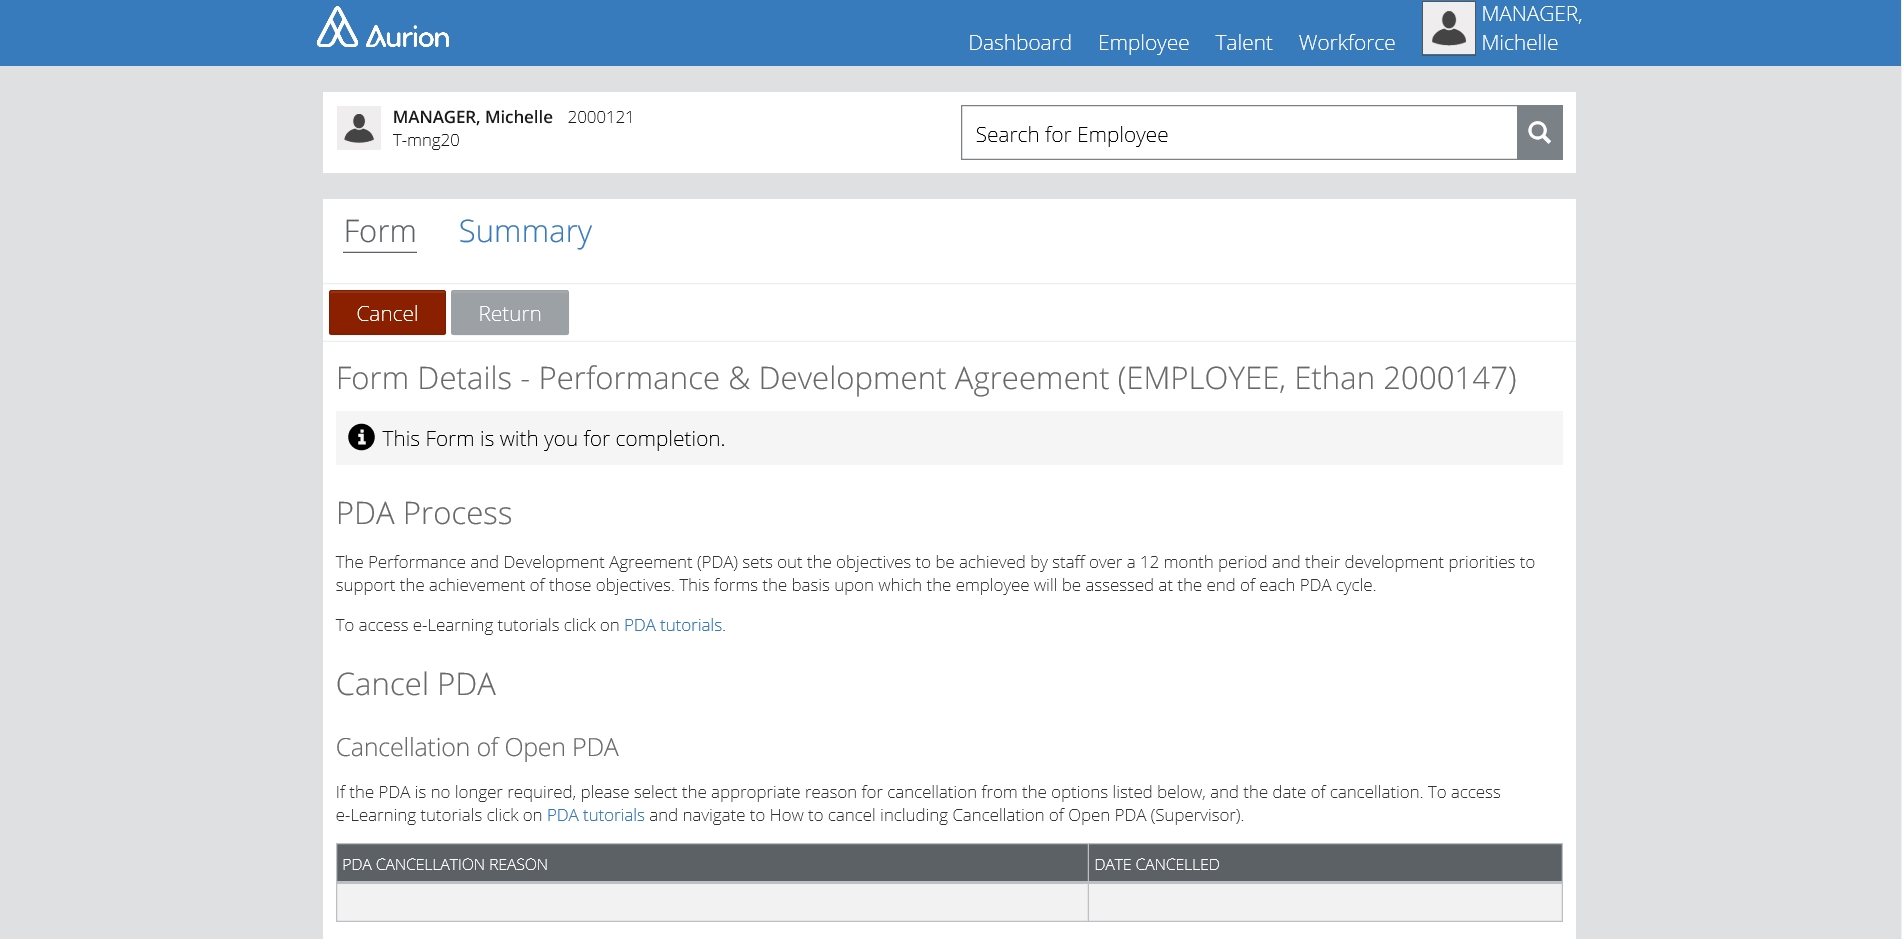 Aurion
Dashboard Employee Talent Workforce
MANAGER,
Michelle
MANAGER, Michelle 2000121
T-mng20
Search for Employee
Form Summary
Cancel Return
Form Details - Performance & Development Agreement (EMPLOYEE, Ethan 2000147)
This Form is with you for completion.
PDA Process
The Performance and Development Agreement (PDA) sets out the objectives to be achieved by staff over a 12 month period and their development priorities to
support the achievement of those objectives. This forms the basis upon which the employee will be assessed at the end of each PDA cycle.
To access e-Learning tutorials click on PDA tutorials.
Cancel PDA
Cancellation of Open PDA
If the PDA is no longer required, please select the appropriate reason for cancellation from the options listed below, and the date of cancellation. To access
e-Learning tutorials click on PDA tutorials and navigate to How to cancel including Cancellation of Open PDA (Supervisor).
PDA CANCELLATION REASON DATE CANCELLED